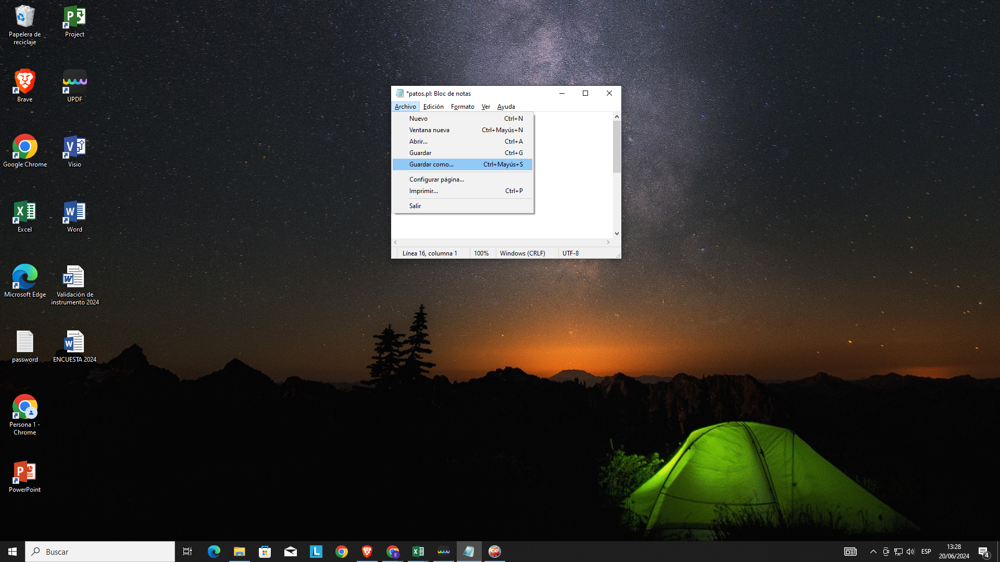 Papelera de
reciclaje
Project
Brave
UPDF
Google Chrome
Visio
Excel
Word
Microsoft Edge
Validación de
instrumento 2024
password
ENCUESTA 2024
Persona 1 -
Chrome
PowerPoint
*patos.pl: Bloc de notas
Archivo Edición Formato Ver Ayuda
Nuevo Ctrl+N
Ventana nueva Ctrl+Mayús+N
Abrir... Ctrl+A
Guardar Ctrl+G
Guardar como... Ctrl+Mayús+S
Configurar página...
Imprimir... Ctrl+P
Salir
Línea 16, columna 1 100% Windows (CRLF) UTF-8
Buscar
ESP
13:28
20/06/2024
4